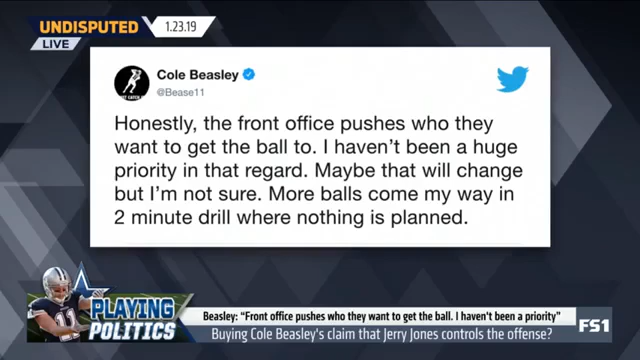 UNDISPUTED
1.23.19
LIVE
Cole Beasley
@Bease11
Honestly, the front office pushes who they
want to get the ball to. I haven't been a huge
priority in that regard. Maybe that will change
but I'm not sure. More balls come my way in
2 minute drill where nothing is planned.
PLAYING
POLITICS
11
Beasley: “Front office pushes who they want to get the ball. I haven't been a priority”
Buying Cole Beasley's claim that Jerry Jones controls the offense?
FS1